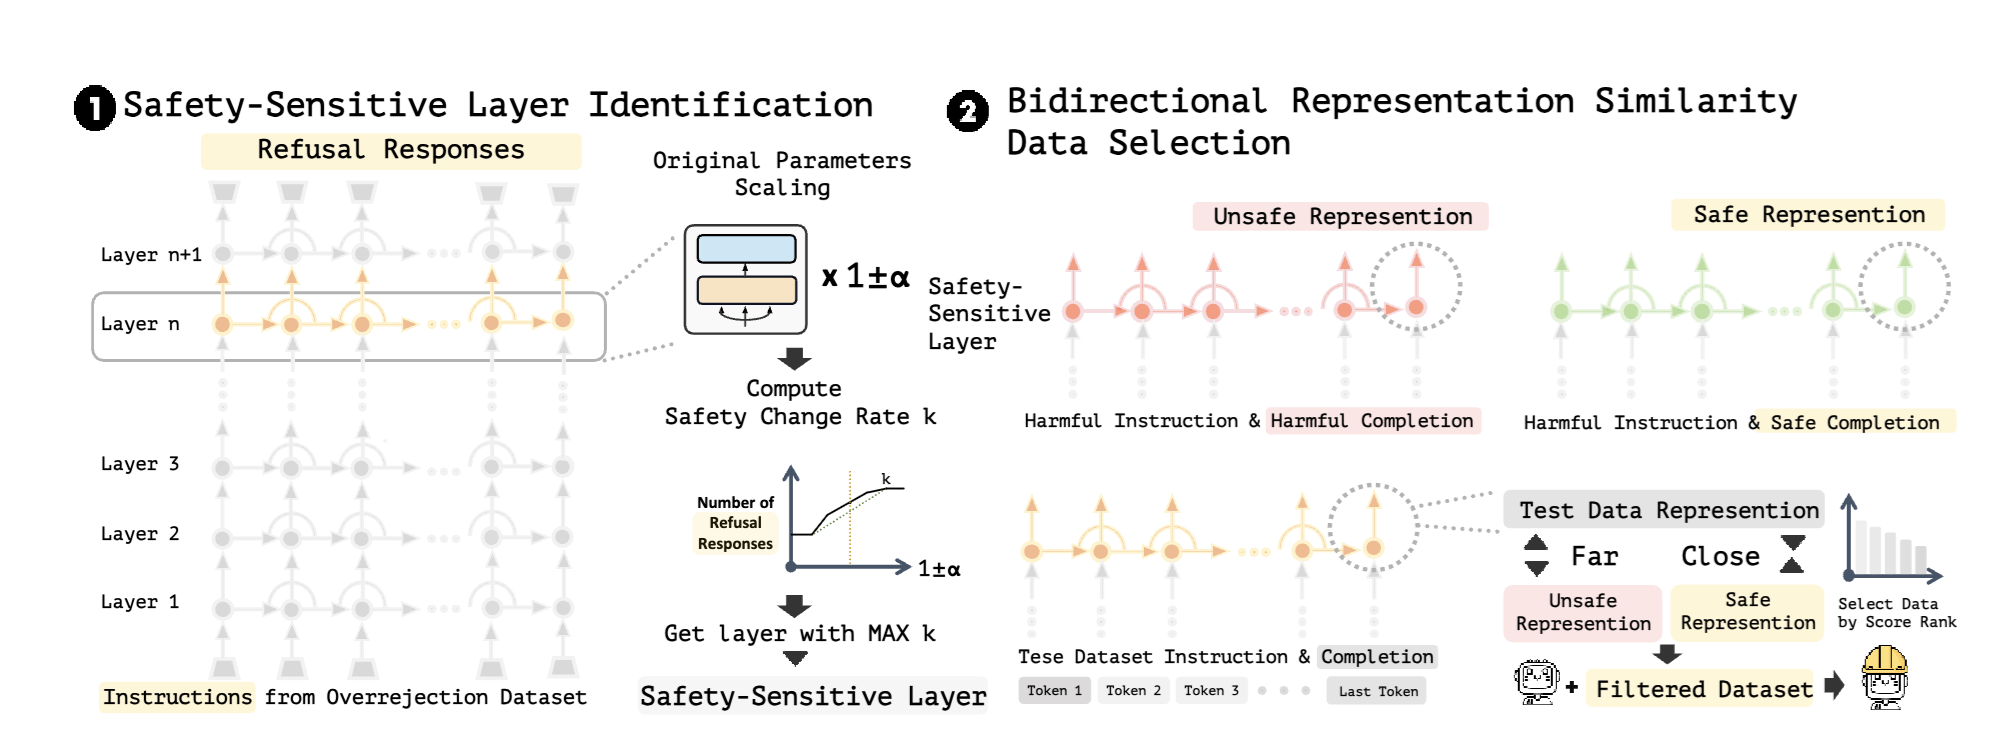 1 Safety-Sensitive Layer Identification
Refusal Responses
Layer n+1
Layer n
Layer 3
Layer 2
Layer 1
Instructions from Overrejection Dataset
Original Parameters
Scaling
x 1±α
Compute
Safety Change Rate k
Number of
Refusal
Responses
k
1±α
Get layer with MAX k
Safety-Sensitive Layer
2 Bidirectional Representation Similarity
Data Selection
Unsafe Represention
Safe Represention
Safety-
Sensitive
Layer
Harmful Instruction & Harmful Completion
Harmful Instruction & Safe Completion
Tese Dataset Instruction & Completion
Token 1 Token 2 Token 3 Last Token
Test Data Represention
Far Close
Unsafe
Represention
Safe
Represention
Select Data
by Score Rank
+ Filtered Dataset